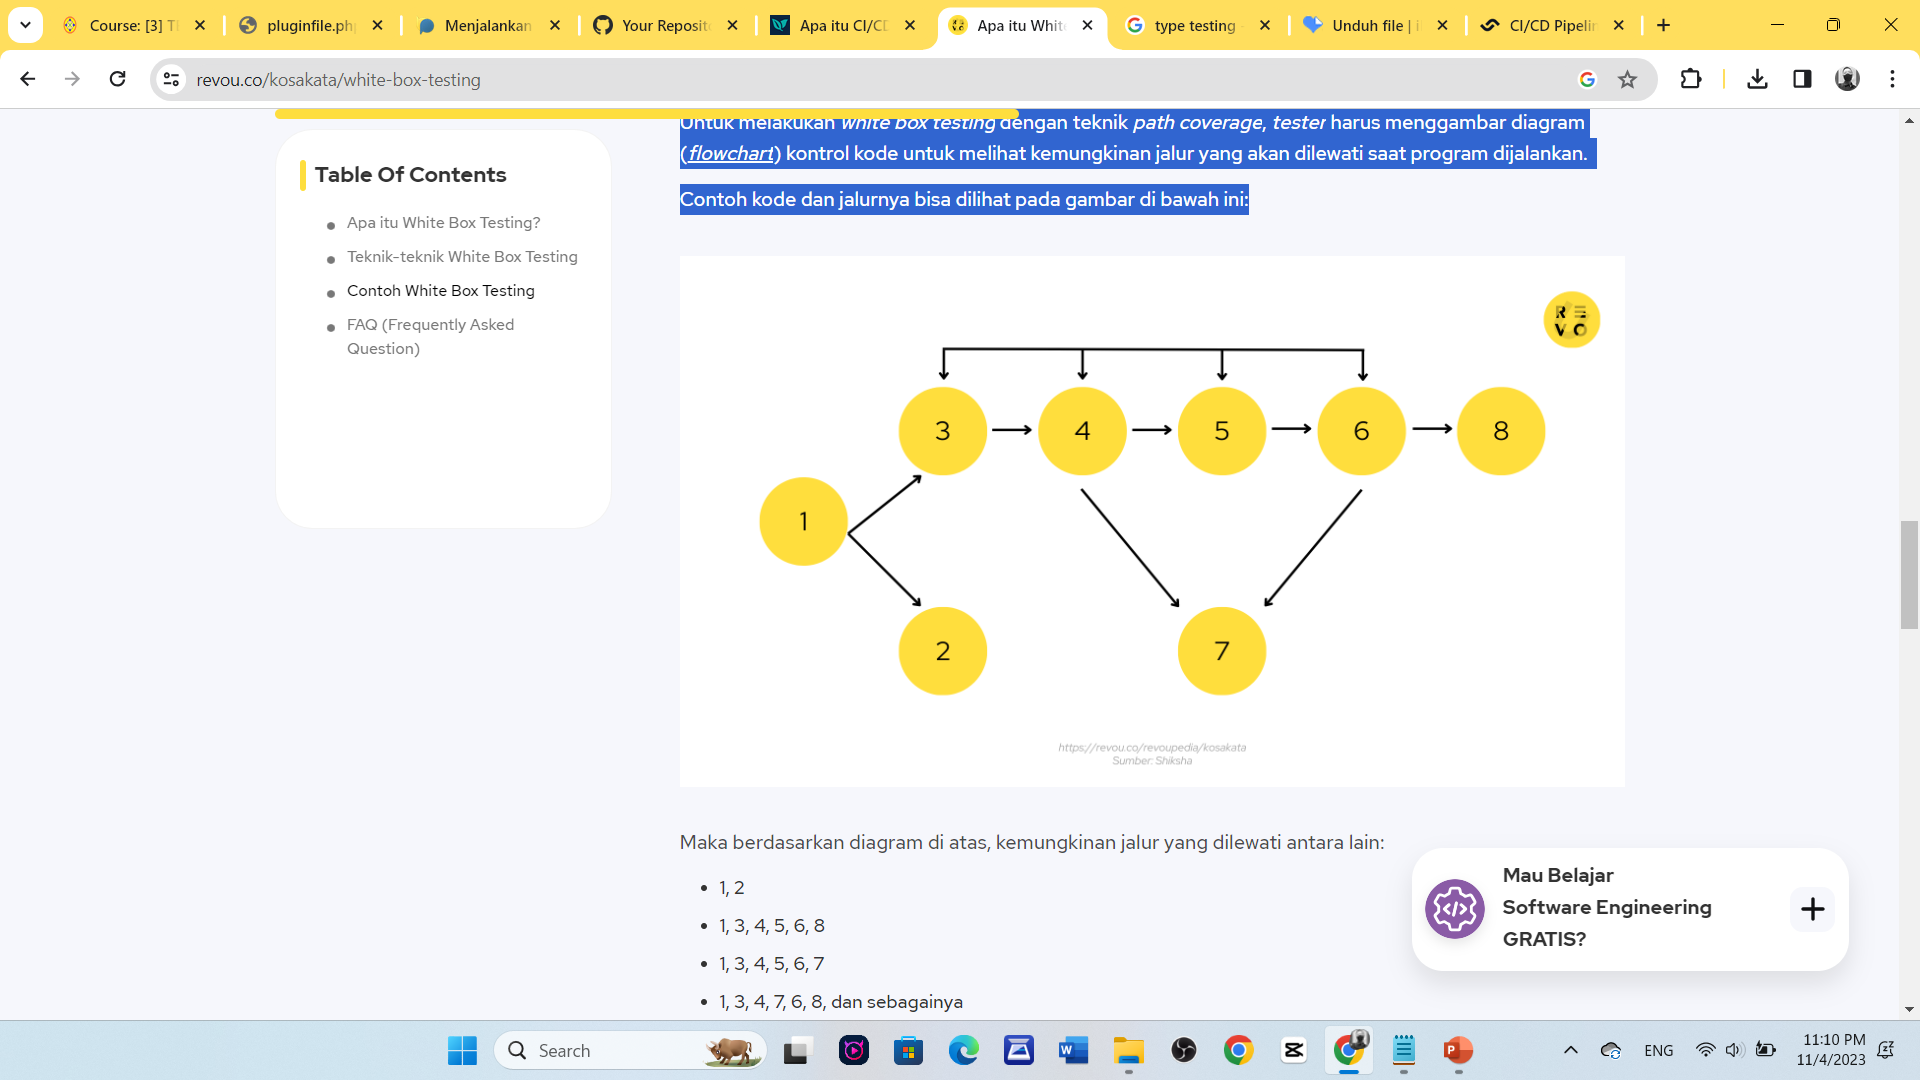 Course: [3] T
pluginfile.ph
Menjalankan
Your Reposito
Apa itu CI/CD
Apa itu Whit
type testing
Unduh file | i
CI/CD Pipelin
revou.co/kosakata/white-box-testing
Untuk melakukan white box testing dengan teknik path coverage, tester harus menggambar diagram
(flowchart) kontrol kode untuk melihat kemungkinan jalur yang akan dilewati saat program dijalankan.
Contoh kode dan jalurnya bisa dilihat pada gambar di bawah ini:
Table Of Contents
Apa itu White Box Testing?
Teknik-teknik White Box Testing
Contoh White Box Testing
FAQ (Frequently Asked
Question)
RE
VO
3
4
5
6
8
1
2
7
https://revou.co/revoupedia/kosakata
Sumber: Shiksha
Maka berdasarkan diagram di atas, kemungkinan jalur yang dilewati antara lain:
• 1, 2
• 1, 3, 4, 5, 6, 8
• 1, 3, 4, 5, 6, 7
• 1, 3, 4, 7, 6, 8, dan sebagainya
Mau Belajar
Software Engineering
GRATIS?
Search
ENG
11:10 PM
11/4/2023